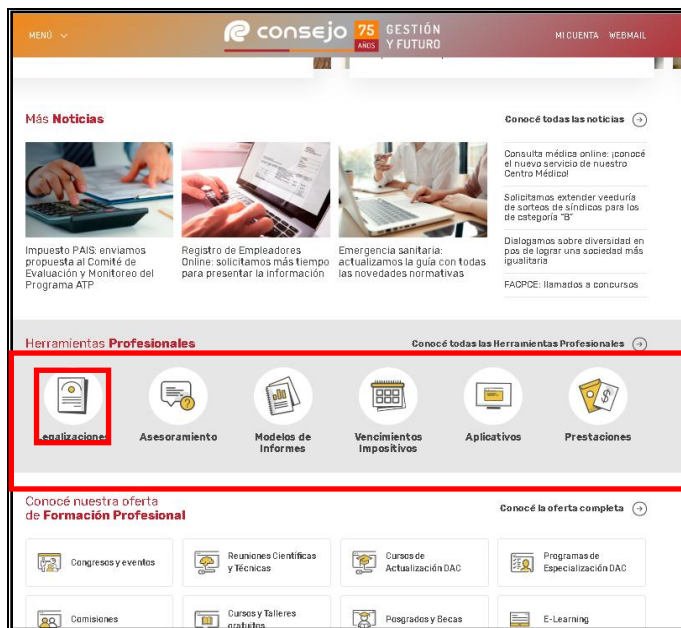 MENÚ
consejo
75 AÑOS
GESTIÓN
Y FUTURO
MI CUENTA
WEBMAIL
Más Noticias
Conocé todas las noticias
Impuesto PAIS: enviamos
propuesta al Comité de
Evaluación y Monitoreo del
Programa ATP
Registro de Empleadores
Online: solicitamos más tiempo
para presentar la información
Emergencia sanitaria:
actualizamos la guía con todas
las novedades normativas
Consulta médica online: ¡conocé
el nuevo servicio de nuestro
Centro Médico!
Solicitamos extender veeduría
de sorteos de síndicos para los
de categoría "B"
Dialogamos sobre diversidad en
pos de lograr una sociedad más
igualitaria
FACPCE: llamados a concursos
Herramientas Profesionales
Conocé todas las Herramientas Profesionales
Legalizaciones
Asesoramiento
Modelos de
Informes
Vencimientos
Impositivos
Aplicativos
Prestaciones
Conocé nuestra oferta
de Formación Profesional
Conocé la oferta completa
Congresos y eventos
Reuniones Científicas
y Técnicas
Cursos de
Actualización DAC
Programas de
Especialización DAC
Comisiones
Cursos y Talleres
gratuitos
Posgrados y Becas
E-Learning